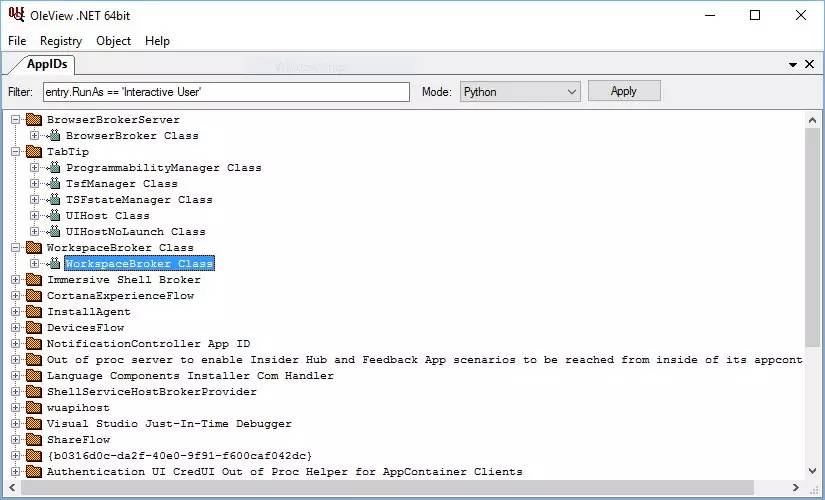 OleView .NET 64bit
File Registry Object Help
AppIDs
Filter: entry.RunAs == 'Interactive User' Mode: Python Apply
BrowserBrokerServer
BrowserBroker Class
TabTip
ProgrammabilityManager Class
TsfManager Class
TSFstateManager Class
UIHost Class
UIHostNoLaunch Class
WorkspaceBroker Class
WorkspaceBroker Class
Immersive Shell Broker
CortanaExperienceFlow
InstallAgent
DevicesFlow
NotificationController App ID
Out of proc server to enable Insider Hub and Feedback App scenarios to be reached from inside of its appcont
Language Components Installer Com Handler
ShellServiceHostBrokerProvider
wuapihost
Visual Studio Just-In-Time Debugger
ShareFlow
{b0316d0c-da2f-40e0-9f91-f600caf042dc}
Authentication UI CredUI Out of Proc Helper for AppContainer Clients